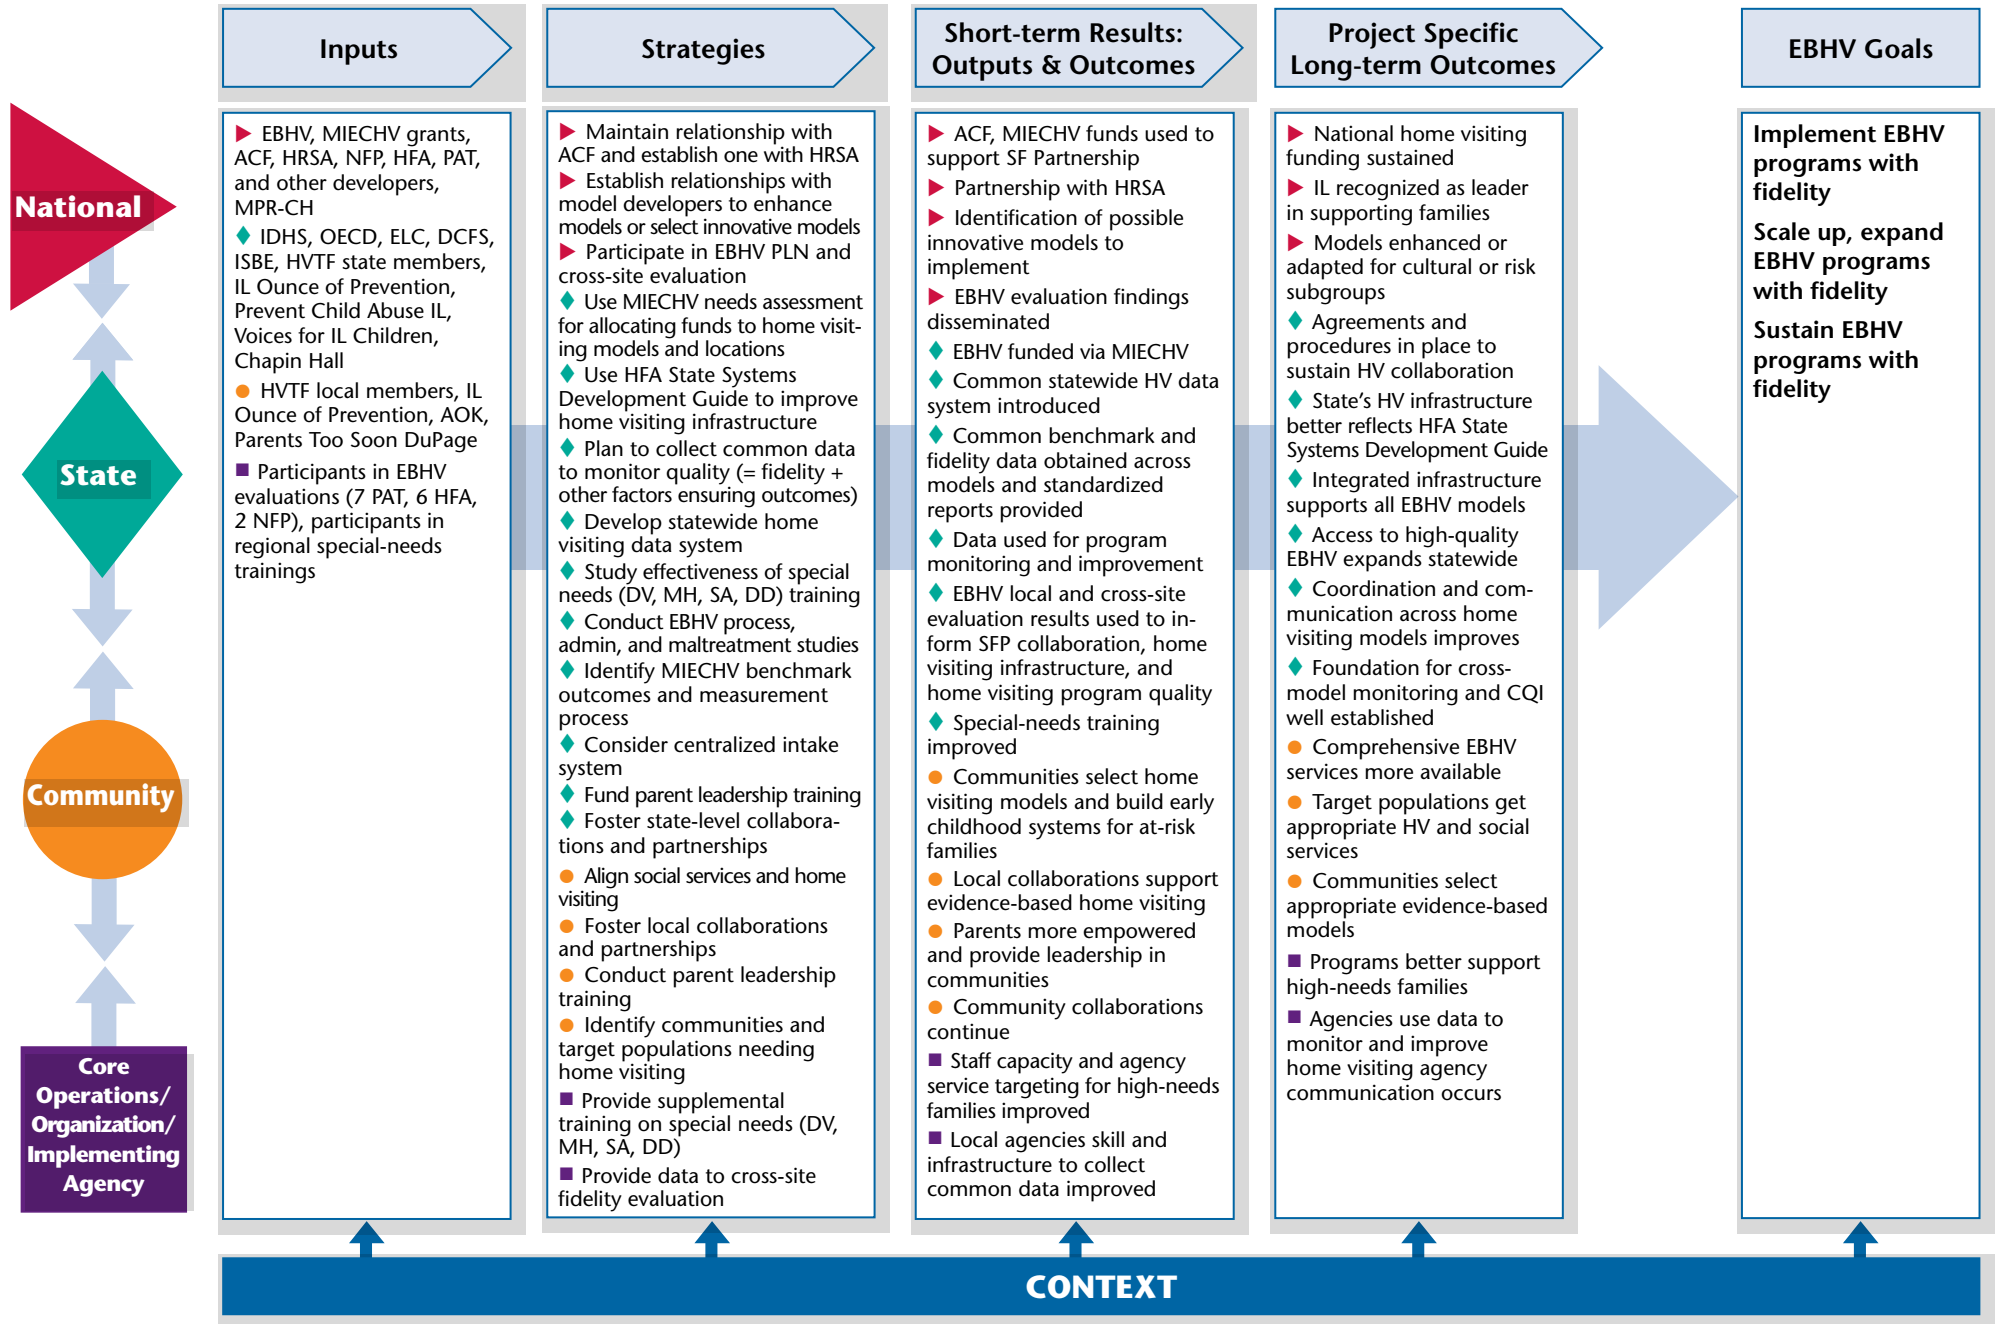 Inputs
Strategies
Short-term Results:
Outputs & Outcomes
Project Specific
Long-term Outcomes
EBHV Goals
National
State
Community
Core
Operations/
Organization/
Implementing
Agency
▶ EBHV, MIECHV grants,
ACF, HRSA, NFP, HFA, PAT,
and other developers,
MPR-CH
♦ IDHS, OECD, ELC, DCFS,
ISBE, HVTF state members,
IL Ounce of Prevention,
Prevent Child Abuse IL,
Voices for IL Children,
Chapin Hall
● HVTF local members, IL
Ounce of Prevention, AOK,
Parents Too Soon DuPage
■ Participants in EBHV
evaluations (7 PAT, 6 HFA,
2 NFP), participants in
regional special-needs
trainings
▶ Maintain relationship with
ACF and establish one with HRSA
▶ Establish relationships with
model developers to enhance
models or select innovative models
▶ Participate in EBHV PLN and
cross-site evaluation
♦ Use MIECHV needs assessment
for allocating funds to home visit-
ing models and locations
♦ Use HFA State Systems
Development Guide to improve
home visiting infrastructure
♦ Plan to collect common data
to monitor quality (= fidelity +
other factors ensuring outcomes)
♦ Develop statewide home
visiting data system
♦ Study effectiveness of special
needs (DV, MH, SA, DD) training
♦ Conduct EBHV process,
admin, and maltreatment studies
♦ Identify MIECHV benchmark
outcomes and measurement
process
♦ Consider centralized intake
system
♦ Fund parent leadership training
♦ Foster state-level collabora-
tions and partnerships
● Align social services and home
visiting
● Foster local collaborations
and partnerships
● Conduct parent leadership
training
● Identify communities and
target populations needing
home visiting
■ Provide supplemental
training on special needs (DV,
MH, SA, DD)
■ Provide data to cross-site
fidelity evaluation
▶ ACF, MIECHV funds used to
support SF Partnership
▶ Partnership with HRSA
▶ Identification of possible
innovative models to
implement
▶ EBHV evaluation findings
disseminated
♦ EBHV funded via MIECHV
♦ Common statewide HV data
system introduced
♦ Common benchmark and
fidelity data obtained across
models and standardized
reports provided
♦ Data used for program
monitoring and improvement
♦ EBHV local and cross-site
evaluation results used to in-
form SFP collaboration, home
visiting infrastructure, and
home visiting program quality
♦ Special-needs training
improved
● Communities select home
visiting models and build early
childhood systems for at-risk
families
● Local collaborations support
evidence-based home visiting
● Parents more empowered
and provide leadership in
communities
● Community collaborations
continue
■ Staff capacity and agency
service targeting for high-needs
families improved
■ Local agencies skill and
infrastructure to collect
common data improved
▶ National home visiting
funding sustained
▶ IL recognized as leader
in supporting families
▶ Models enhanced or
adapted for cultural or risk
subgroups
♦ Agreements and
procedures in place to
sustain HV collaboration
♦ State's HV infrastructure
better reflects HFA State
Systems Development Guide
♦ Integrated infrastructure
supports all EBHV models
♦ Access to high-quality
EBHV expands statewide
♦ Coordination and com-
munication across home
visiting models improves
♦ Foundation for cross-
model monitoring and CQI
well established
● Comprehensive EBHV
services more available
● Target populations get
appropriate HV and social
services
● Communities select
appropriate evidence-based
models
■ Programs better support
high-needs families
■ Agencies use data to
monitor and improve
home visiting agency
communication occurs
Implement EBHV
programs with
fidelity
Scale up, expand
EBHV programs
with fidelity
Sustain EBHV
programs with
fidelity
CONTEXT